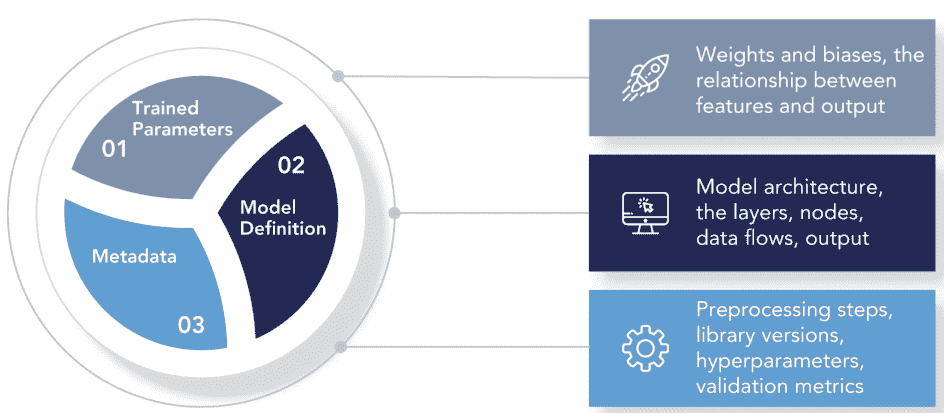 Trained
Parameters
01
02
Model
Definition
Metadata
03
Weights and biases, the
relationship between
features and output
Model architecture,
the layers, nodes,
data flows, output
Preprocessing steps,
library versions,
hyperparameters,
validation metrics